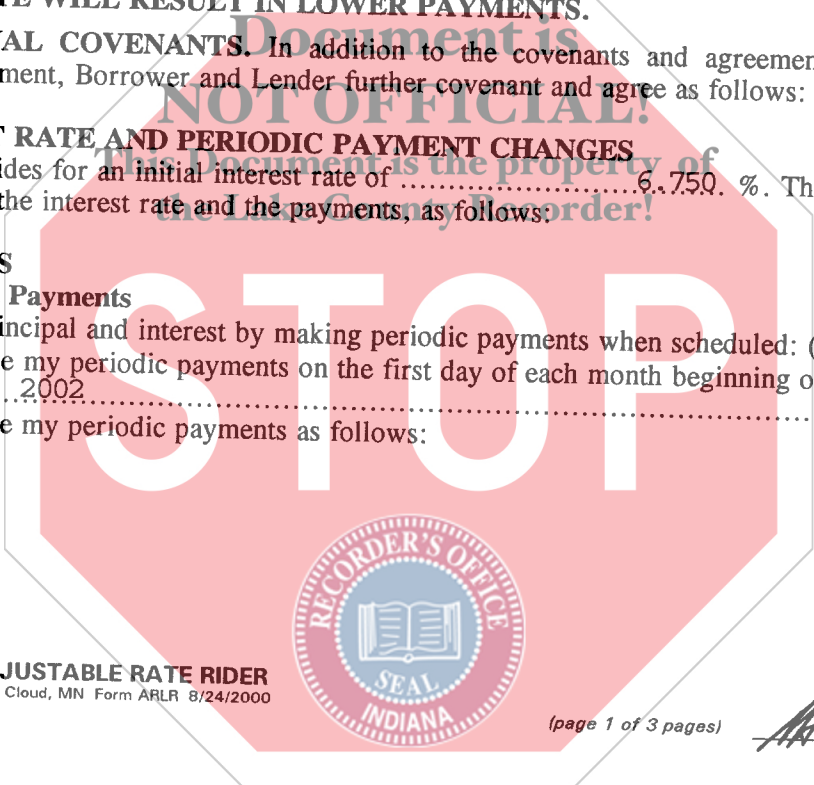 TE WILL RESULT IN LOWER PAYMENTS.
Document is
AL COVENANTS. In addition to the covenants and agreemen
ment, Borrower and Lender further covenant and agree as follows:
NOT OFFICIAL!
RATE AND PERIODIC PAYMENT CHANGES
This Document is the property of
ides for an initial interest rate of ..............................6.750. %. Th
the interest rate and the payments, as follows:
the Lake County Recorder!
S
Payments
incipal and interest by making periodic payments when scheduled: (
e my periodic payments on the first day of each month beginning o
2002
e my periodic payments as follows:
STOP
RECORDER'S OFFICE
SEAL
INDIANA
JUSTABLE RATE RIDER
Cloud, MN Form ARLR 8/24/2000
(page 1 of 3 pages)